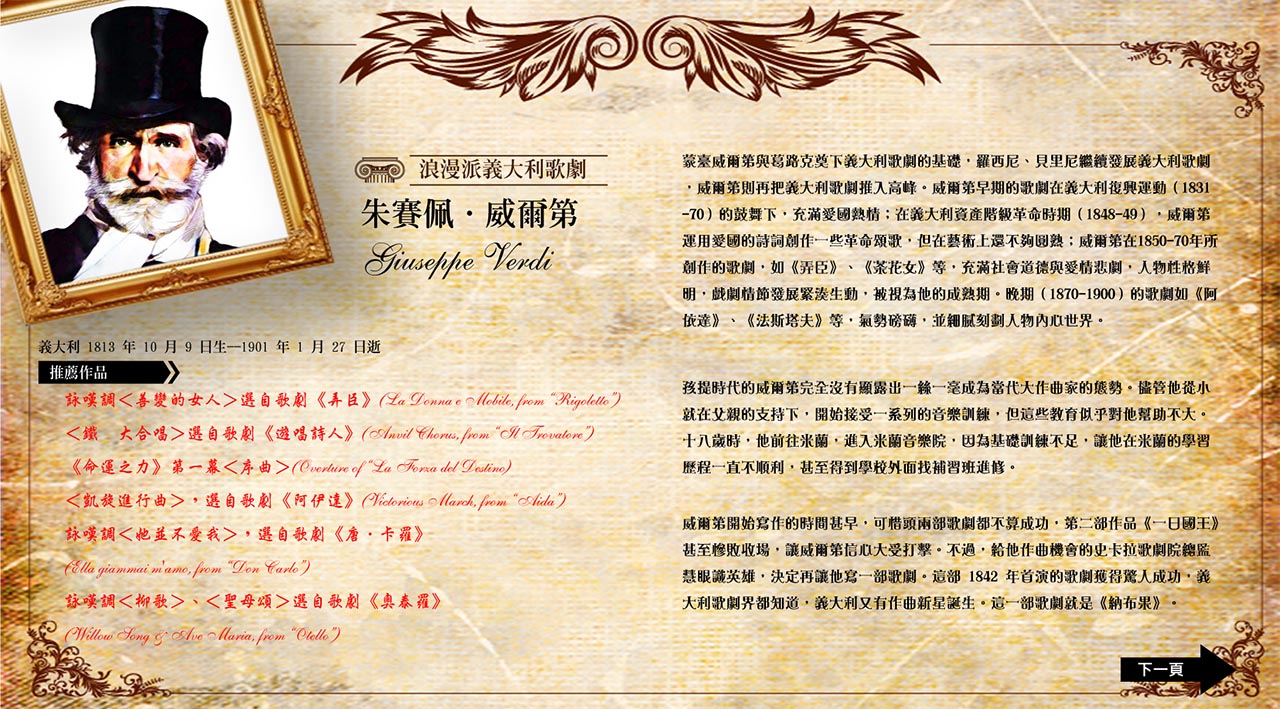 浪漫派義大利歌劇
朱賽佩．威爾第
Giuseppe Verdi
義大利 1813 年 10 月 9 日生--1901 年 1 月 27 日逝
推薦作品
詠嘆調＜善變的女人＞選自歌劇《弄臣》(La Donna e Mobile, from “Rigoletto”)
＜鐵　大合唱＞選自歌劇《遊唱詩人》(Anvil Chorus, from “Il Trovatore”)
《命運之力》第一幕＜序曲＞(Overture of “La Forza del Destino)
＜凱旋進行曲＞，選自歌劇《阿伊達》(Victorious March, from “Aida”)
詠嘆調＜她並不愛我＞，選自歌劇《唐．卡羅》
(Ella giammai m'amo, from “Don Carlo”)
詠嘆調＜柳歌＞、＜聖母頌＞選自歌劇《奧泰羅》
(Willow Song & Ave Maria, from “Otello”)
蒙臺威爾第與葛路克奠下義大利歌劇的基礎，羅西尼、貝里尼繼續發展義大利歌劇
，威爾第則再把義大利歌劇推入高峰。威爾第早期的歌劇在義大利復興運動（1831
-70）的鼓舞下，充滿愛國熱情；在義大利資產階級革命時期（1848-49），威爾第
運用愛國的詩詞創作一些革命頌歌，但在藝術上還不夠圓熟；威爾第在1850-70年所
創作的歌劇，如《弄臣》、《茶花女》等，充滿社會道德與愛情悲劇，人物性格鮮
明，戲劇情節發展緊湊生動，被視為他的成熟期。晚期（1870-1900）的歌劇如《阿
依達》、《法斯塔夫》等，氣勢磅礴，並細膩刻劃人物內心世界。
孩提時代的威爾第完全沒有顯露出一絲一毫成為當代大作曲家的態勢。儘管他從小
就在父親的支持下，開始接受一系列的音樂訓練，但這些教育似乎對他幫助不大。
十八歲時，他前往米蘭，進入米蘭音樂院，因為基礎訓練不足，讓他在米蘭的學習
歷程一直不順利，甚至得到學校外面找補習班進修。
威爾第開始寫作的時間甚早，可惜頭兩部歌劇都不算成功，第二部作品《一日國王》
甚至慘敗收場，讓威爾第信心大受打擊。不過，給他作曲機會的史卡拉歌劇院總監
慧眼識英雄，決定再讓他寫一部歌劇。這部 1842 年首演的歌劇獲得驚人成功，義
大利歌劇界都知道，義大利又有作曲新星誕生。這一部歌劇就是《納布果》。
下一頁